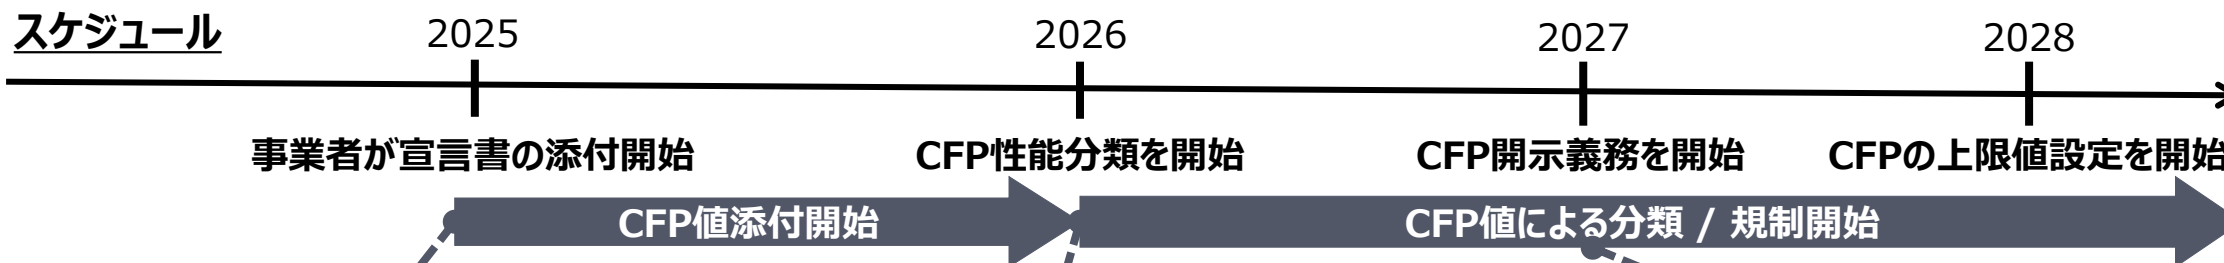 スケジュール
2025
2026
2027
2028
事業者が宣言書の添付開始
CFP性能分類を開始
CFP開示義務を開始
CFPの上限値設定を開始
CFP値添付開始
CFP値による分類 / 規制開始